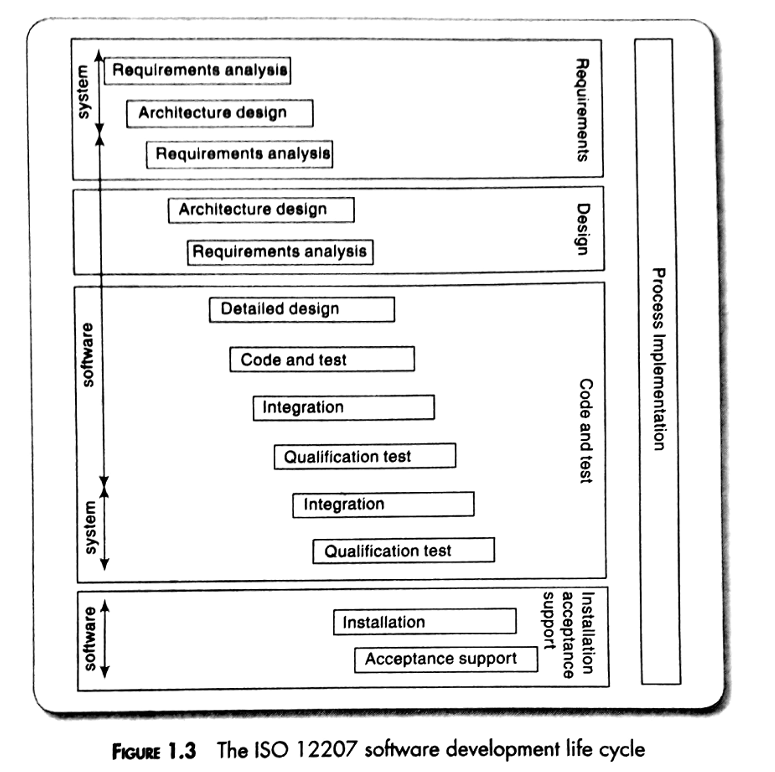 system
Requirements analysis
Architecture design
Requirements analysis
Requirements
Architecture design
Requirements analysis
Design
software
Detailed design
Code and test
Integration
Qualification test
Code and test
system
Integration
Qualification test
software
Installation
Acceptance support
Installation
acceptance
support
Process Implementation
FIGURE 1.3 The ISO 12207 software development life cycle